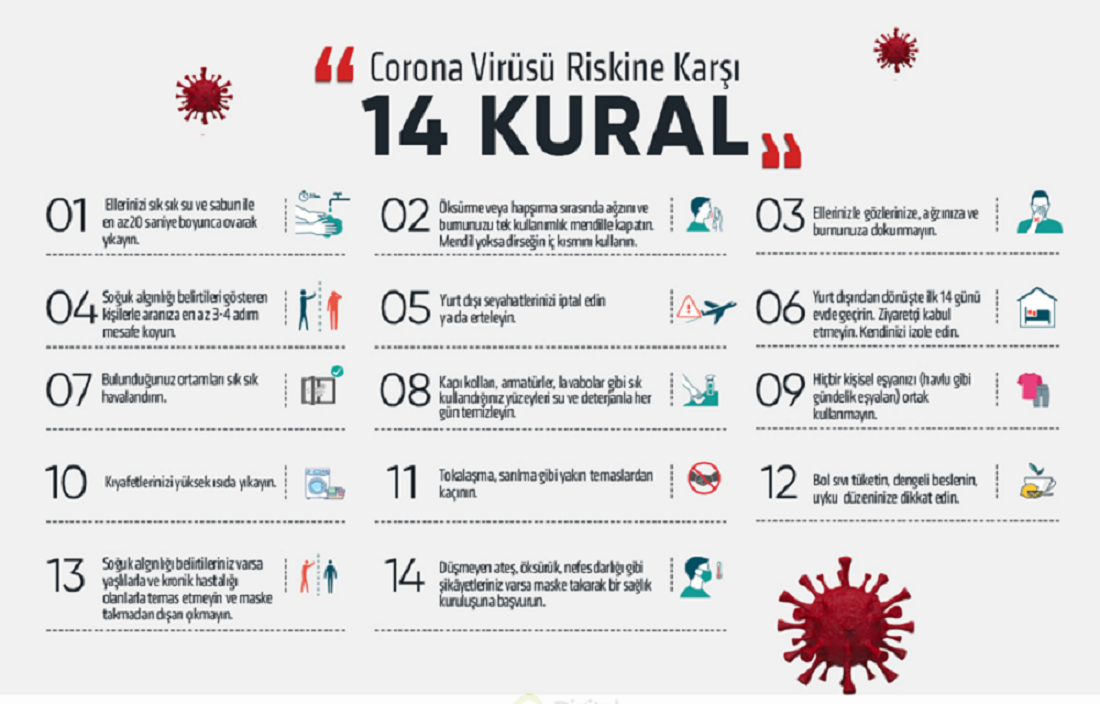 Corona Virüsü Riskine Karşı
14 KURAL
01
Ellerinizi sık sık su ve sabun ile
en az 20 saniye boyunca ovarak
yıkayın.
02
Öksürme veya hapşırma sırasında ağzını ve
burnunuzu tek kullanımlık mendille kapatın.
Mendil yoksa dirseğin iç kısmını kullanın.
03
Ellerinizle gözlerinize, ağzınıza ve
burnunuza dokunmayın.
04
Soğuk algınlığı belirtileri gösteren
kişilerle aranıza en az 3-4 adım
mesafe koyun.
05
Yurt dışı seyahatlerinizi iptal edin
ya da erteleyin.
06
Yurt dışından dönüşte ilk 14 günü
evde geçirin. Ziyaretçi kabul
etmeyin. Kendinizi izole edin.
07
Bulunduğunuz ortamları sık sık
havalandırın.
08
Kapı kolları, armatürler, lavabolar gibi sık
kullandığınız yüzeyleri su ve deterjanla her
gün temizleyin.
09
Hiçbir kişisel eşyanızı (havlu gibi
gündelik eşyaları) ortak
kullanmayın.
10
Kıyafetlerinizi yüksek ısıda yıkayın.
11
Tokalaşma, sarılma gibi yakın temaslardan
kaçının.
12
Bol sıvı tüketin, dengeli beslenin,
uyku düzeninize dikkat edin.
13
Soğuk algınlığı belirtileriniz varsa
yaşlılarla ve kronik hastalığı
olanlarla temas etmeyin ve maske
takmadan dışarı çıkmayın.
14
Düşmeyen ateş, öksürük, nefes darlığı gibi
şikâyetleriniz varsa maske takarak bir sağlık
kuruluşuna başvurun.